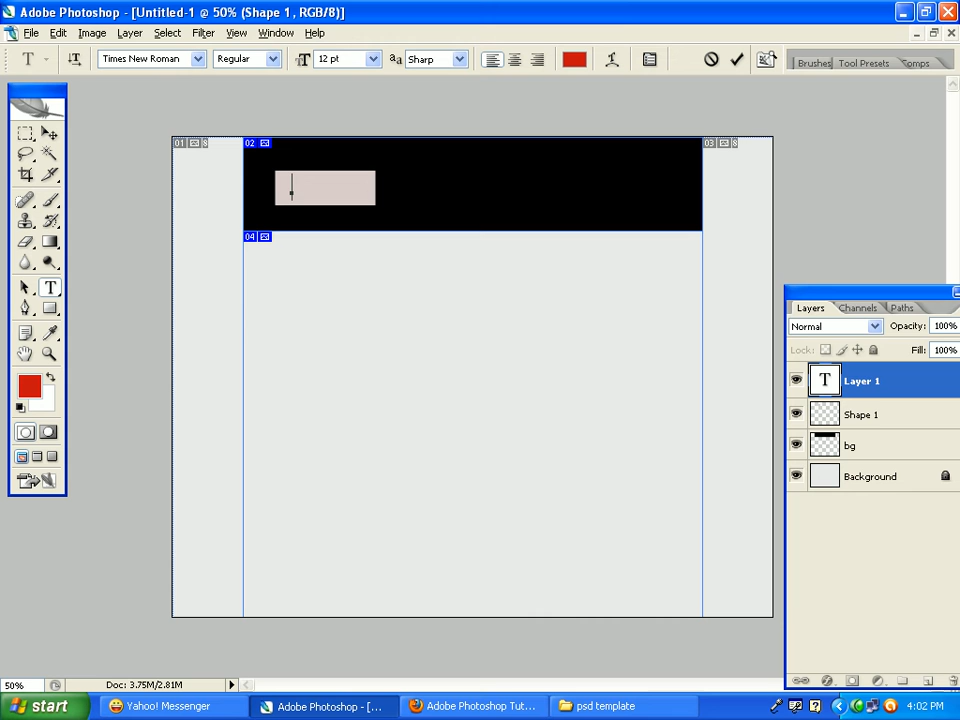 Adobe Photoshop - [Untitled-1 @ 50% (Shape 1, RGB/8)]
File Edit Image Layer Select Filter View Window Help
T Times New Roman Regular 12 pt aa Sharp Brushes Tool Presets Comps
01 02 03
04
T
Layers Channels Paths
Normal Opacity: 100%
Lock: Fill: 100%
T Layer 1
Shape 1
bg
Background
50% Doc: 3.75M/2.81M
start Yahoo! Messenger Adobe Photoshop - [... Adobe Photoshop Tut... psd template 4:02 PM